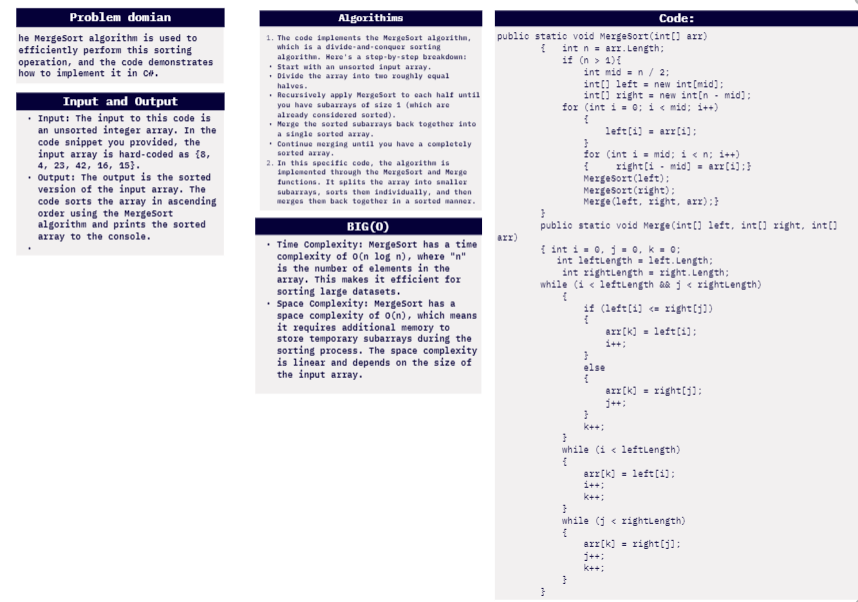 Problem domian
he MergeSort algorithm is used to
efficiently perform this sorting
operation, and the code demonstrates
how to implement it in C#.
Input and Output
• Input: The input to this code is
an unsorted integer array. In the
code snippet you provided, the
input array is hard-coded as {8,
4, 23, 42, 16, 15}.
• Output: The output is the sorted
version of the input array. The
code sorts the array in ascending
order using the MergeSort
algorithm and prints the sorted
array to the console.
•
Algorithims
1. The code implements the MergeSort algorithm,
which is a divide-and-conquer sorting
algorithm. Here's a step-by-step breakdown:
• Start with an unsorted input array.
• Divide the array into two roughly equal
halves.
• Recursively apply MergeSort to each half until
you have subarrays of size 1 (which are
already considered sorted).
• Merge the sorted subarrays back together into
a single sorted array.
• Continue merging until you have a completely
sorted array.
2. In this specific code, the algorithm is
implemented through the MergeSort and Merge
functions. It splits the array into smaller
subarrays, sorts them individually, and then
merges them back together in a sorted manner.
BIG(O)
• Time Complexity: MergeSort has a time
complexity of O(n log n), where "n"
is the number of elements in the
array. This makes it efficient for
sorting large datasets.
• Space Complexity: MergeSort has a
space complexity of O(n), which means
it requires additional memory to
store temporary subarrays during the
sorting process. The space complexity
is linear and depends on the size of
the input array.
Code:
public static void MergeSort(int[] arr)
{ int n = arr.Length;
if (n > 1){
int mid = n / 2;
int[] left = new int[mid];
int[] right = new int[n - mid];
for (int i = 0; i < mid; i++)
{
left[i] = arr[i];
}
for (int i = mid; i < n; i++)
{ right[i - mid] = arr[i];}
MergeSort(left);
MergeSort(right);
Merge(left, right, arr);}
}
public static void Merge(int[] left, int[] right, int[]
arr)
{ int i = 0, j = 0, k = 0;
int leftLength = left.Length;
int rightLength = right.Length;
while (i < leftLength && j < rightLength)
{
if (left[i] <= right[j])
{
arr[k] = left[i];
i++;
}
else
{
arr[k] = right[j];
j++;
}
k++;
}
while (i < leftLength)
{
arr[k] = left[i];
i++;
k++;
}
while (j < rightLength)
{
arr[k] = right[j];
j++;
k++;
}
}